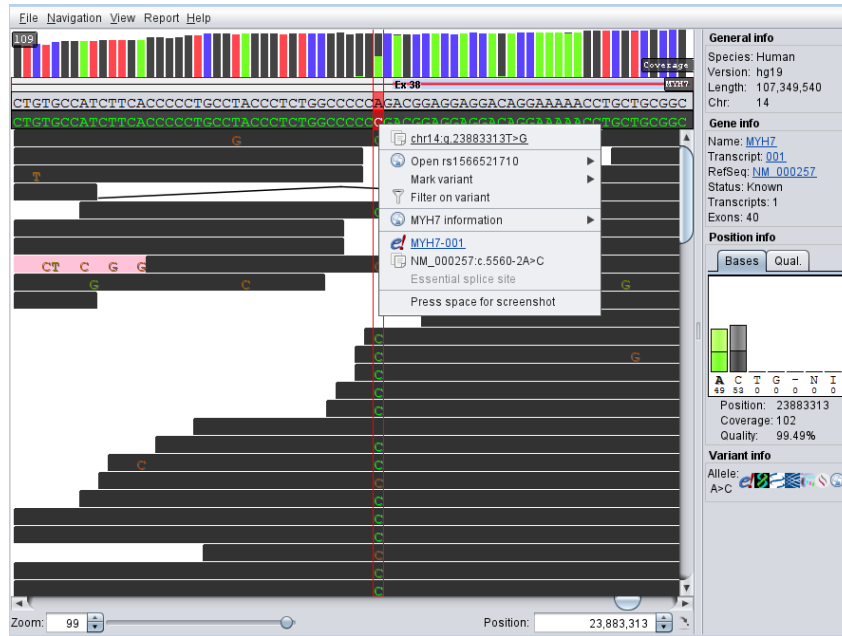 File Navigation View Report Help
109
Coverage
Ex 38
MYH7
CTGTGCCATCTTCACCCCCTGCCTACCCTCTGGCCCCCAGACGGAGGAGGACAGGAAAAACCTGCTGCGGC
CTGTGCCATCTTCACCCCCTGCCTACCCTCTGGCCCCCCGACGGAGGAGGACAGGAAAAACCTGCTGCGGC
G
T
C
CT C G G
G C G
chr14:g.23883313T>G
Open rs1566521710
Mark variant
Filter on variant
MYH7 information
MYH7-001
NM_000257:c.5560-2A>C
Essential splice site
Press space for screenshot
C
C G
C
C
C
C
C C
C
C
C
C
C
C
Zoom: 99
Position: 23,883,313
General info
Species: Human
Version: hg19
Length: 107,349,540
Chr: 14
Gene info
Name: MYH7
Transcript: 001
RefSeq: NM_000257
Status: Known
Transcripts: 1
Exons: 40
Position info
Bases Qual.
A C T G - N I
49 53 0 0 0 0 0
Position: 23883313
Coverage: 102
Quality: 99.49%
Variant info
Allele:
A>C